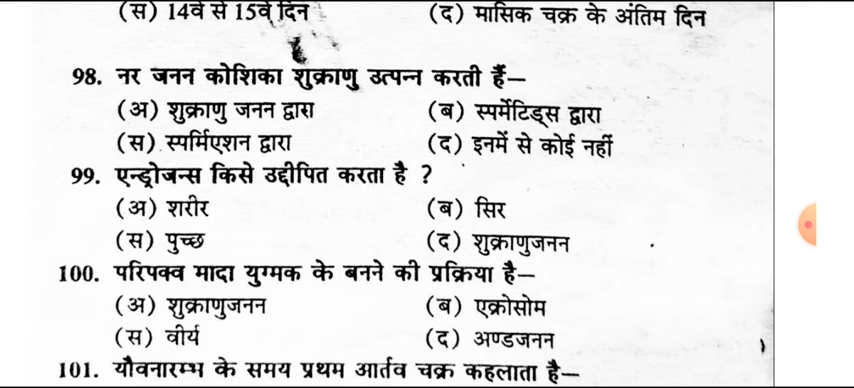 (स) 14वें से 15वें दिन (द) मासिक चक्र के अंतिम दिन
98. नर जनन कोशिका शुक्राणु उत्पन्न करती हैं—
(अ) शुक्राणु जनन द्वारा (ब) स्पर्मेटिड्स द्वारा
(स) स्पर्मिएशन द्वारा (द) इनमें से कोई नहीं
99. एन्ड्रोजन्स किसे उद्दीपित करता है ?
(अ) शरीर (ब) सिर
(स) पुच्छ (द) शुक्राणुजनन
100. परिपक्व मादा युग्मक के बनने की प्रक्रिया है—
(अ) शुक्राणुजनन (ब) एक्रोसोम
(स) वीर्य (द) अण्डजनन
101. यौवनारम्भ के समय प्रथम आर्तव चक्र कहलाता है—